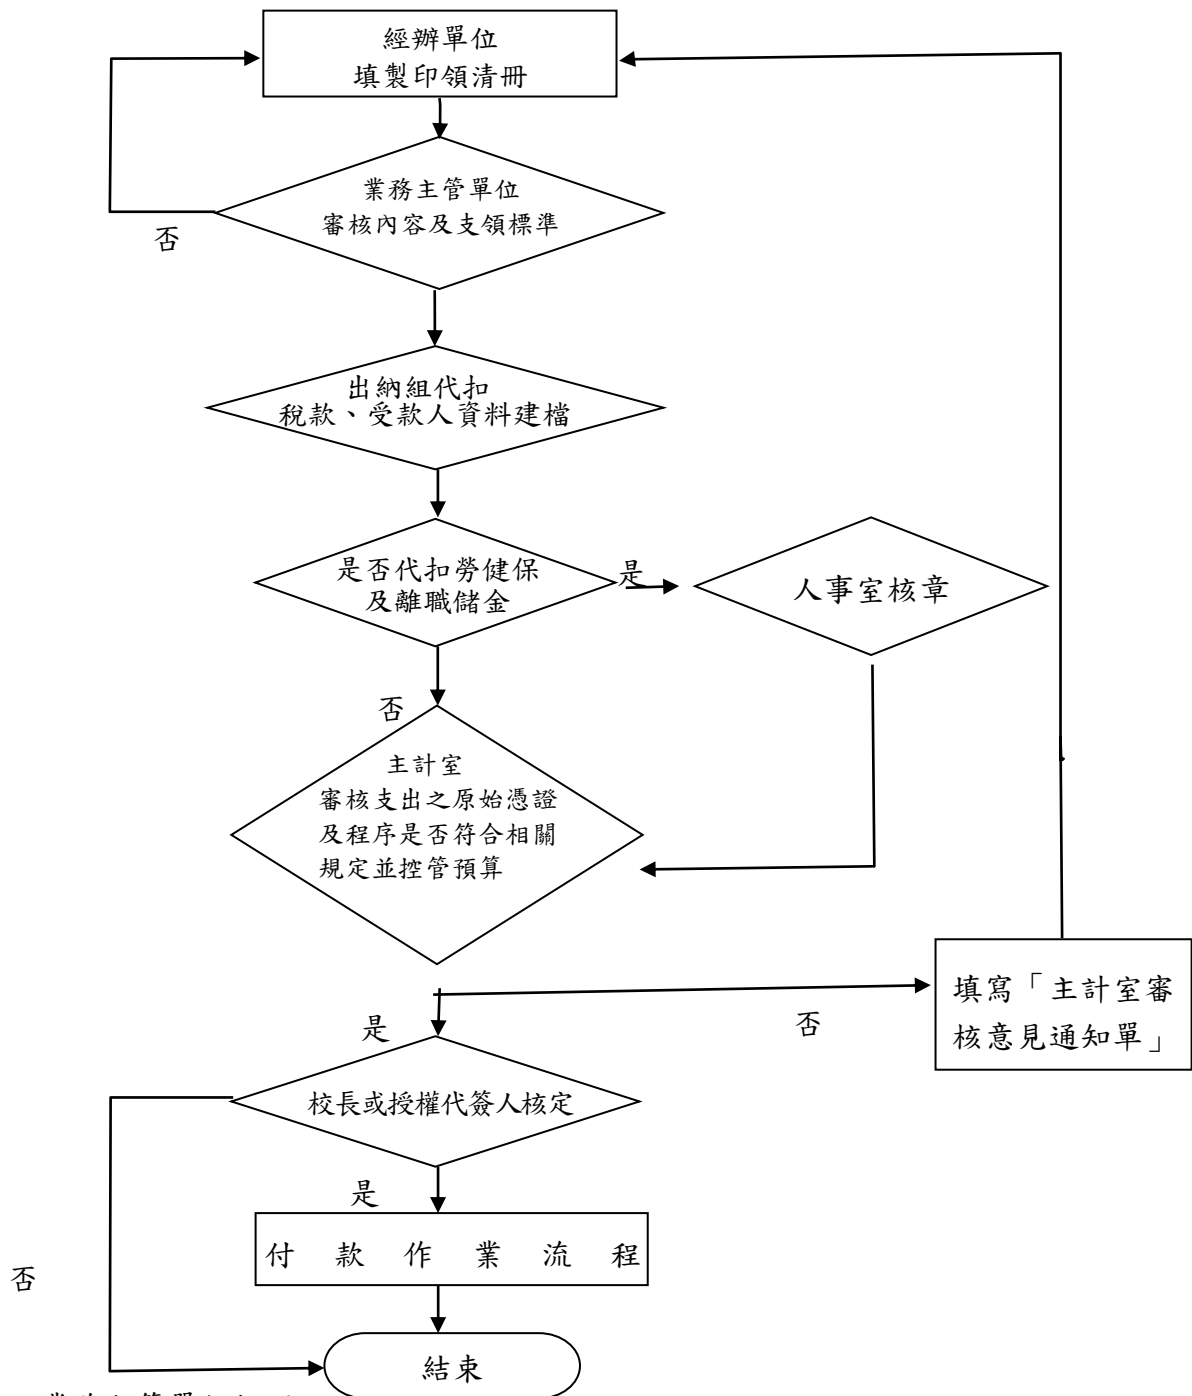 經辦單位
填製印領清冊
業務主管單位
審核內容及支領標準
否
出納組代扣
稅款、受款人資料建檔
是否代扣勞健保
及離職儲金
是
人事室核章
否
主計室
審核支出之原始憑證
及程序是否符合相關
規定並控管預算
填寫「主計室審
核意見通知單」
否
是
校長或授權代簽人核定
是
付款作業流程
否
結束